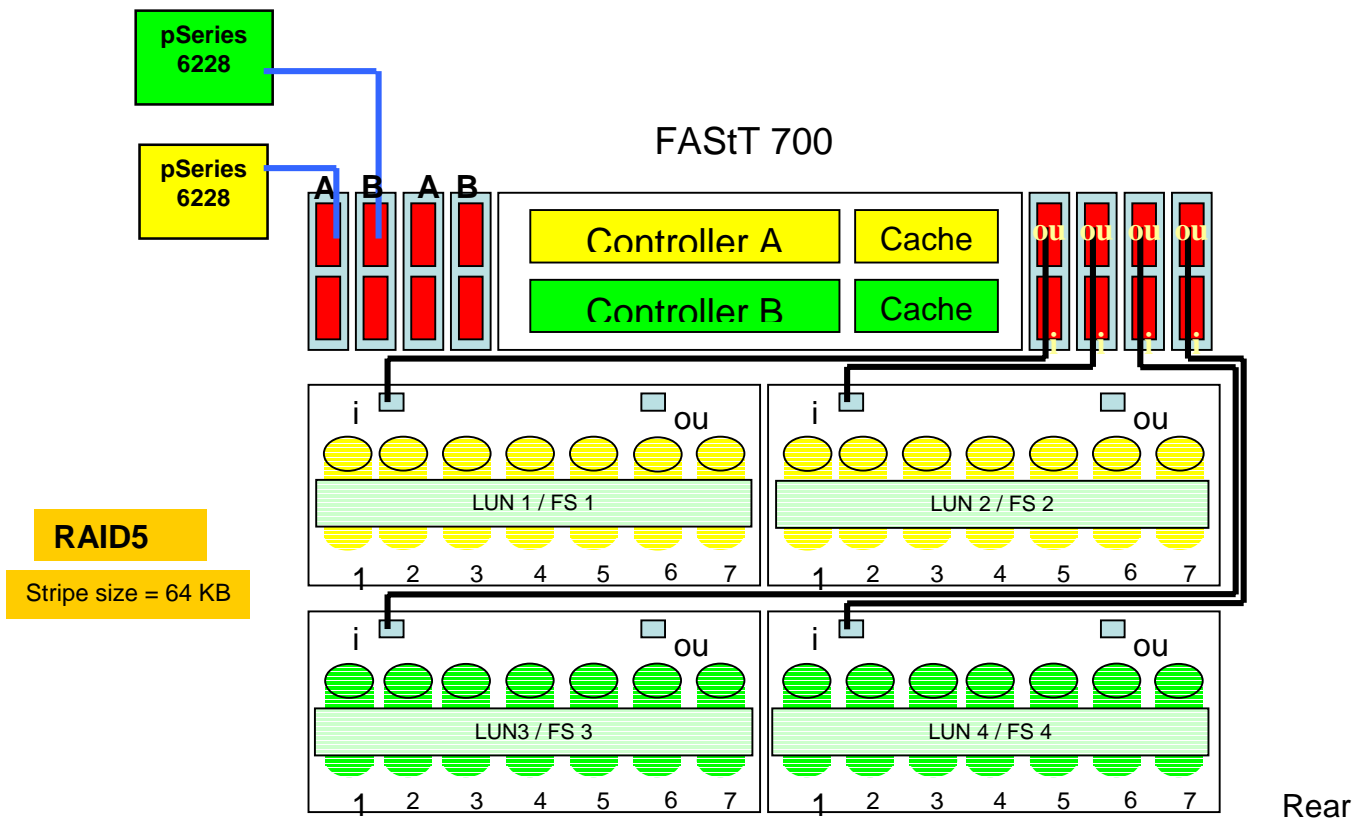 pSeries
6228
pSeries
6228
FAStT 700
A B A B
Controller A Cache
Controller B Cache
ou ou ou ou
i i i i
i ou i ou
LUN 1 / FS 1 LUN 2 / FS 2
1 2 3 4 5 6 7 1 2 3 4 5 6 7
RAID5
Stripe size = 64 KB
i ou i ou
LUN3 / FS 3 LUN 4 / FS 4
1 2 3 4 5 6 7 1 2 3 4 5 6 7
Rear